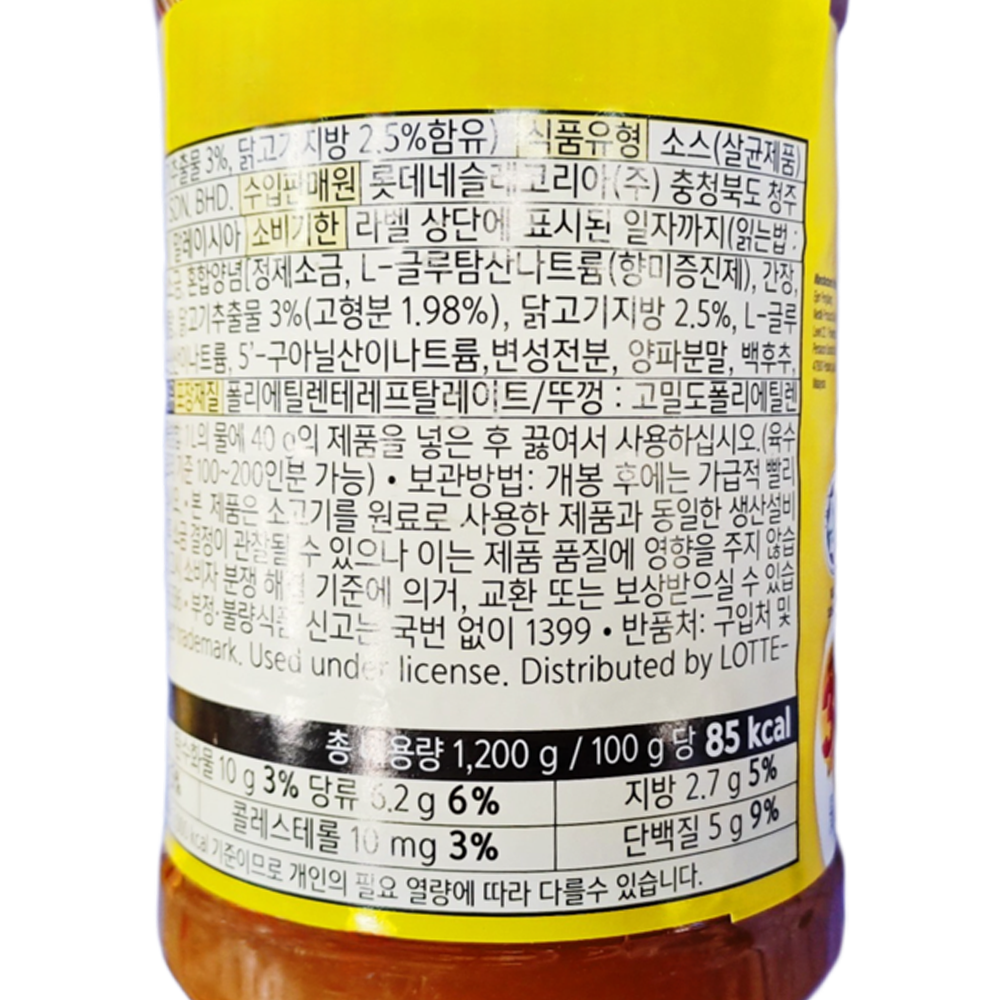 추출물 3%, 닭고기지방 2.5%함유) 식품유형 소스(살균제품)
SDN. BHD. 수입판매원 롯데네슬레코리아(주) 충청북도 청주
말레이시아 소비기한 라벨 상단에 표시된 일자까지(읽는법 :
혼합양념[정제소금, L-글루탐산나트륨(향미증진제), 간장,
닭고기추출물 3%(고형분 1.98%), 닭고기지방 2.5%, L-글루
산이나트륨, 5'-구아닐산이나트륨,변성전분, 양파분말, 백후추,
포장재질 폴리에틸렌테레프탈레이트/뚜껑 : 고밀도폴리에틸렌
1L의 물에 40 g의 제품을 넣은 후 끓여서 사용하십시오.(육수
기준 100~200인분 가능) • 보관방법: 개봉 후에는 가급적 빨리
• 본 제품은 소고기를 원료로 사용한 제품과 동일한 생산설비
결정이 관찰될 수 있으나 이는 제품 품질에 영향을 주지 않습
소비자 분쟁 해결 기준에 의거, 교환 또는 보상받으실 수 있습
• 부정·불량식품 신고는 국번 없이 1399 • 반품처: 구입처 및
trademark. Used under license. Distributed by LOTTE-
총 내용량 1,200 g / 100 g 당 85 kcal
탄수화물 10 g 3% 당류 6.2 g 6% 지방 2.7 g 5%
콜레스테롤 10 mg 3% 단백질 5 g 9%
kcal 기준이므로 개인의 필요 열량에 따라 다를수 있습니다.